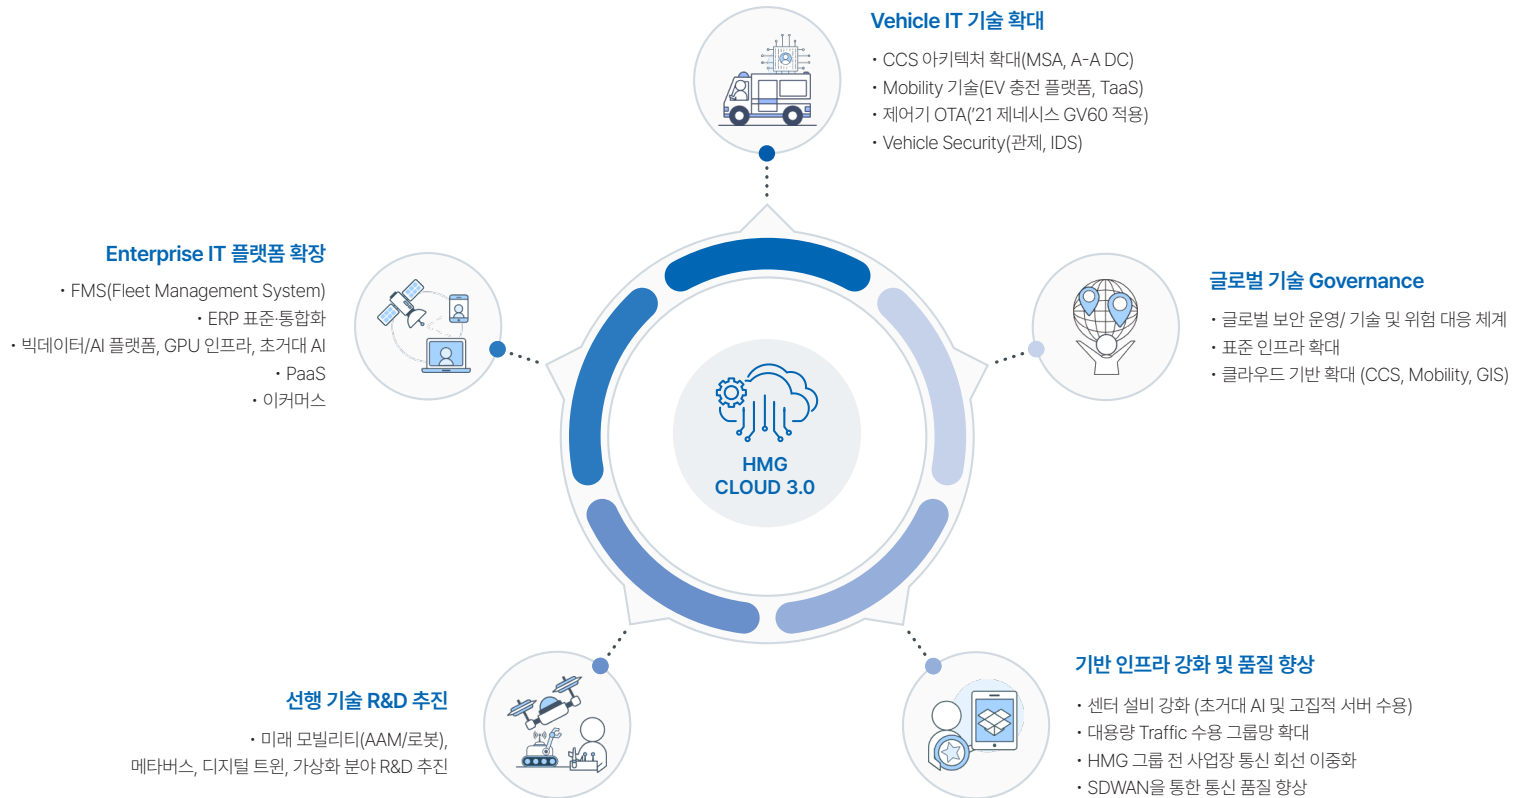 Vehicle IT 기술 확대
• CCS 아키텍처 확대(MSA, A-A DC)
• Mobility 기술(EV 충전 플랫폼, TaaS)
• 제어기 OTA(’21 제네시스 GV60 적용)
• Vehicle Security(관제, IDS)
Enterprise IT 플랫폼 확장
• FMS(Fleet Management System)
• ERP 표준·통합화
• 빅데이터/AI 플랫폼, GPU 인프라, 초거대 AI
• PaaS
• 이커머스
글로벌 기술 Governance
• 글로벌 보안 운영/ 기술 및 위험 대응 체계
• 표준 인프라 확대
• 클라우드 기반 확대 (CCS, Mobility, GIS)
HMG
CLOUD 3.0
선행 기술 R&D 추진
• 미래 모빌리티(AAM/로봇),
메타버스, 디지털 트윈, 가상화 분야 R&D 추진
기반 인프라 강화 및 품질 향상
• 센터 설비 강화 (초거대 AI 및 고집적 서버 수용)
• 대용량 Traffic 수용 그룹망 확대
• HMG 그룹 전 사업장 통신 회선 이중화
• SDWAN을 통한 통신 품질 향상